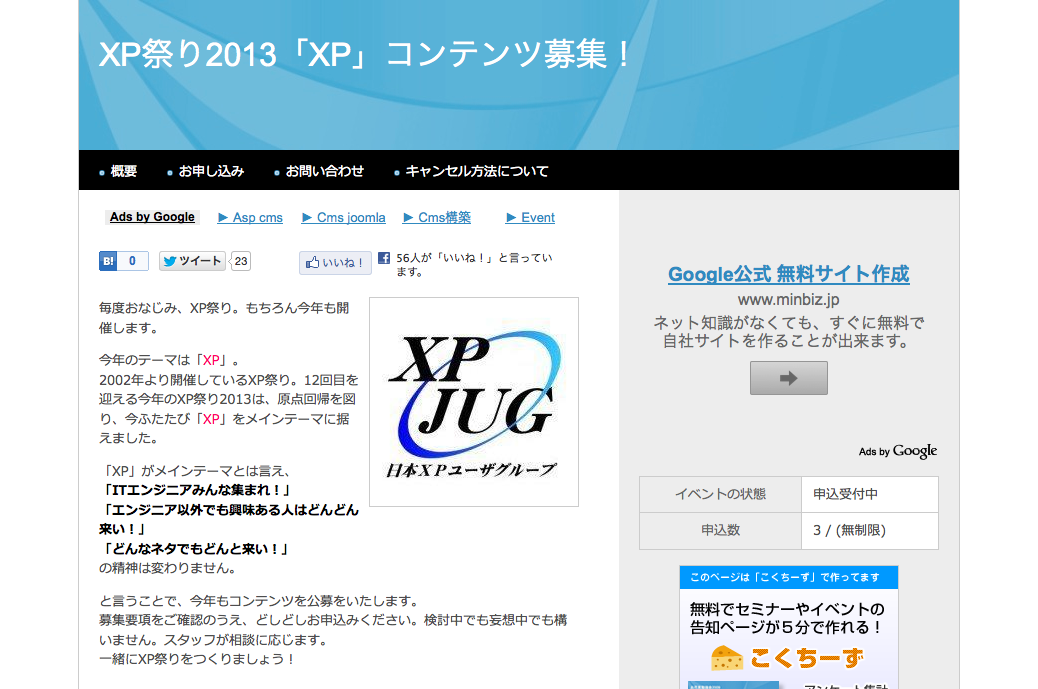 XP祭り2013「XP」コンテンツ募集！
概要
お申し込み
お問い合わせ
キャンセル方法について
Ads by Google
▶ Asp cms
▶ Cms joomla
▶ Cms構築
▶ Event
B! 0
ツイート 23
いいね！
56人が「いいね！」と言ってい
ます。
毎度おなじみ、XP祭り。もちろん今年も開
催します。
今年のテーマは「XP」。
2002年より開催しているXP祭り。12回目を
迎える今年のXP祭り2013は、原点回帰を図
り、今ふたたび「XP」をメインテーマに据
えました。
「XP」がメインテーマとは言え、
「ITエンジニアみんな集まれ！」
「エンジニア以外でも興味ある人はどんどん
来い！」
「どんなネタでもどんと来い！」
の精神は変わりません。
XP
JUG
日本XPユーザグループ
と言うことで、今年もコンテンツを公募をいたします。
募集要項をご確認のうえ、どしどしお申込みください。検討中でも妄想中でも構
いません。スタッフが相談に応じます。
一緒にXP祭りをつくりましょう！
Google公式 無料サイト作成
www.minbiz.jp
ネット知識がなくても、すぐに無料で
自社サイトを作ることが出来ます。
Ads by Google
イベントの状態 申込受付中
申込数 3 / (無制限)
このページは「こくちーず」で作ってます
無料でセミナーやイベントの
告知ページが５分で作れる！
こくちーず
アンケート集計